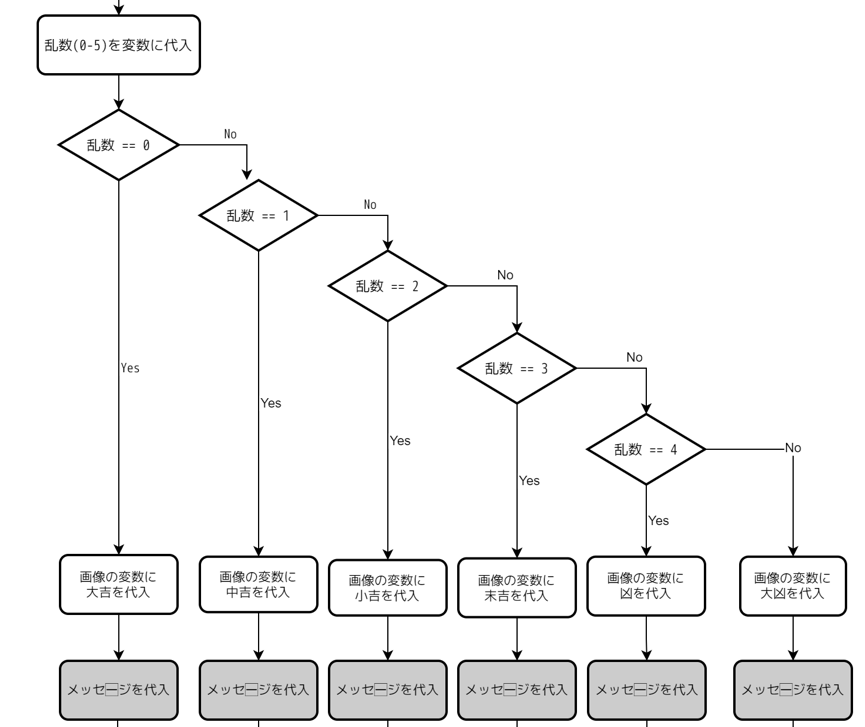 乱数(0-5)を変数に代入
乱数 == 0
No
乱数 == 1
No
乱数 == 2
No
乱数 == 3
No
乱数 == 4
No
Yes
Yes
Yes
Yes
Yes
画像の変数に
大吉を代入
画像の変数に
中吉を代入
画像の変数に
小吉を代入
画像の変数に
末吉を代入
画像の変数に
凶を代入
画像の変数に
大凶を代入
メッセージを代入
メッセージを代入
メッセージを代入
メッセージを代入
メッセージを代入
メッセージを代入